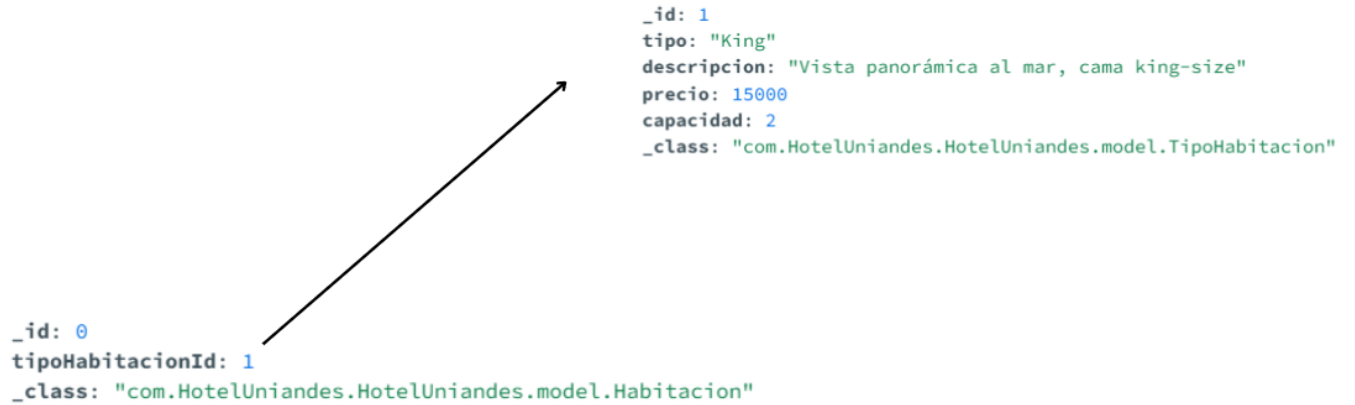 _id: 1
tipo: "King"
descripcion: "Vista panorámica al mar, cama king-size"
precio: 15000
capacidad: 2
_class: "com.HotelUniandes.HotelUniandes.model.TipoHabitacion"
_id: 0
tipoHabitacionId: 1
_class: "com.HotelUniandes.HotelUniandes.model.Habitacion"